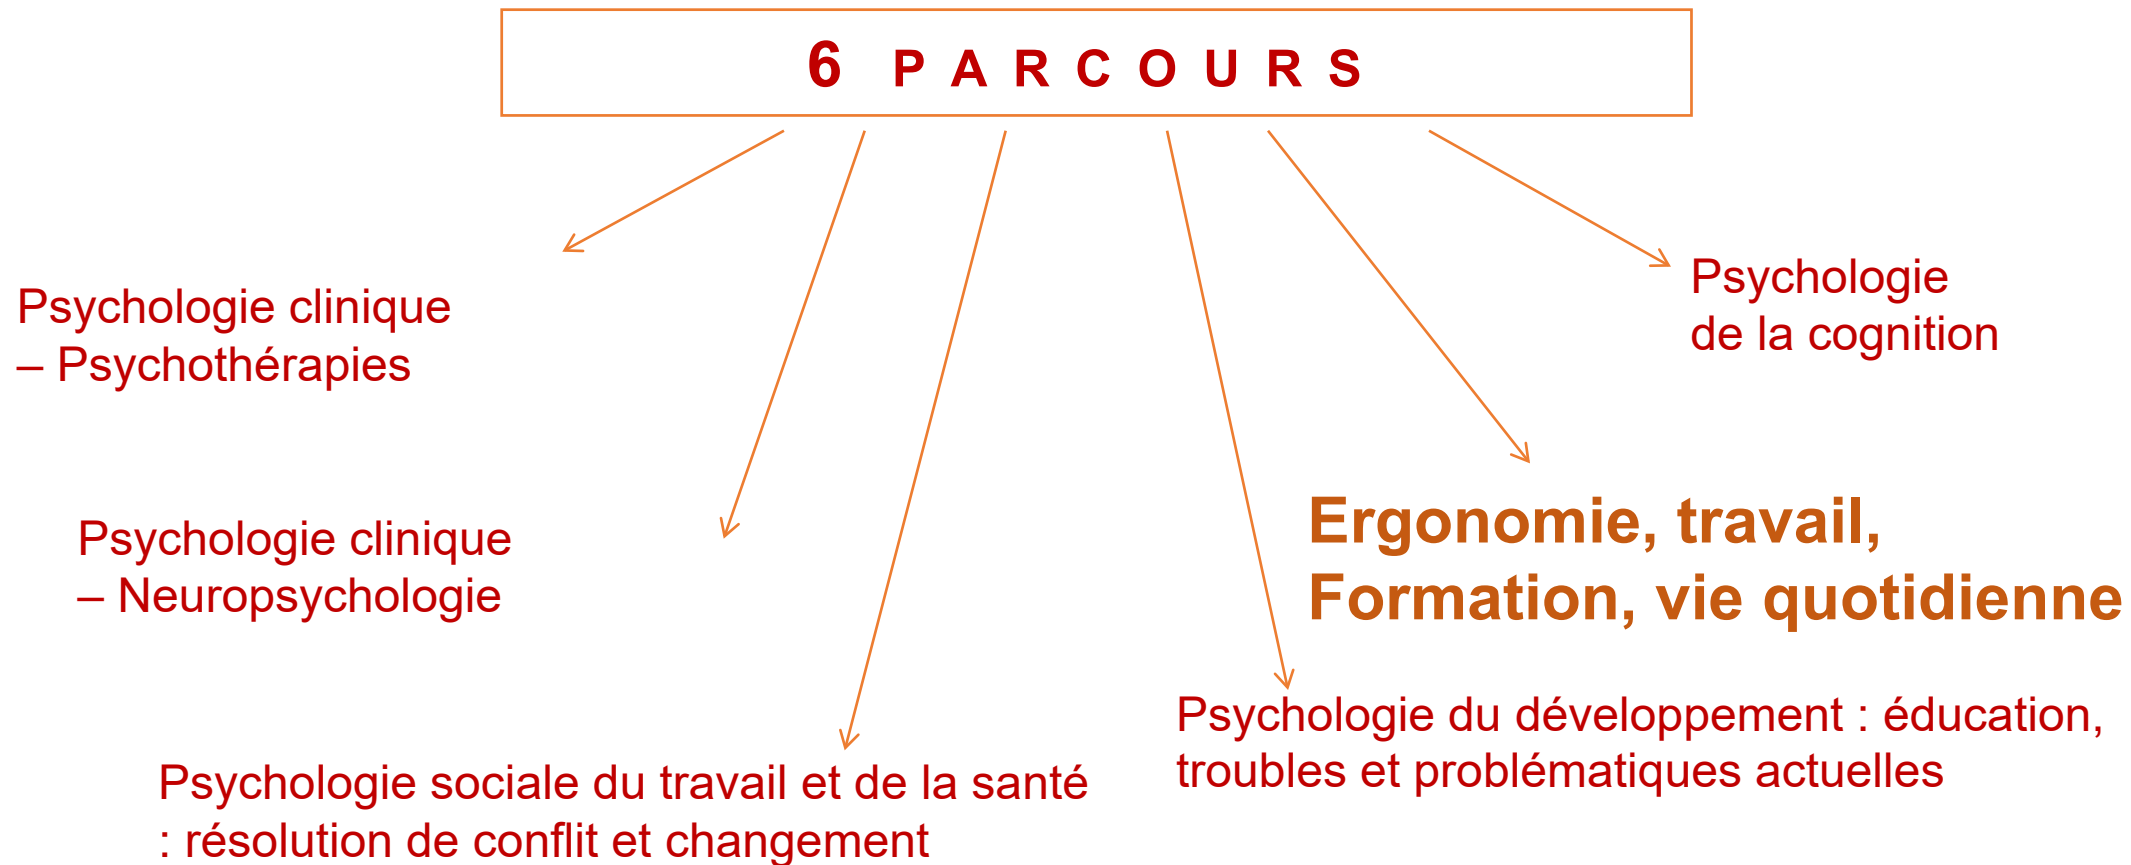 6 PARCOURS
Psychologie clinique
– Psychothérapies
Psychologie clinique
– Neuropsychologie
Psychologie sociale du travail et de la santé
: résolution de conflit et changement
Psychologie du développement : éducation,
troubles et problématiques actuelles
Ergonomie, travail,
Formation, vie quotidienne
Psychologie
de la cognition